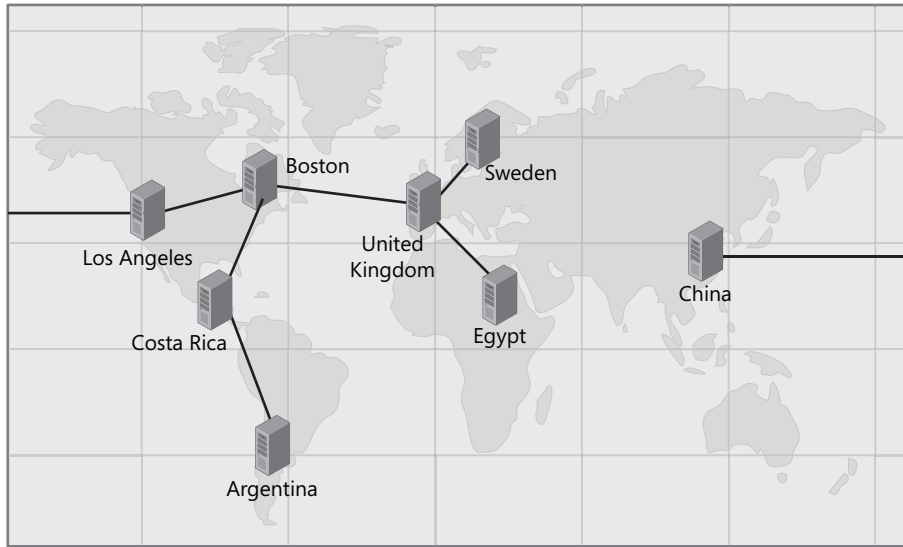 Boston
Sweden
Los Angeles
United
Kingdom
China
Costa Rica
Egypt
Argentina